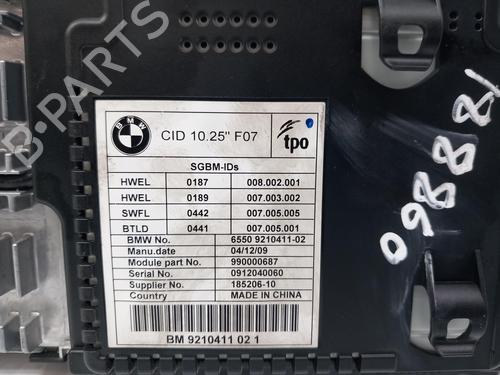 BMW
CID 10.25" F07
tpo
SGBM-IDs
HWEL 0187 008.002.001
HWEL 0189 007.003.002
SWFL 0442 007.005.005
BTLD 0441 007.005.001
BMW No. 6550 9210411-02
Manu.date 04/12/09
Module part No. 990000687
Serial No. 0912040060
Supplier No. 185206-10
Country MADE IN CHINA
BM 9210411 02 1
098881
B-PARTS